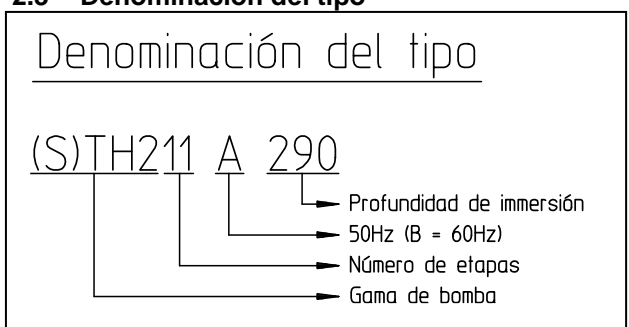 2.3 Denominación del tipo
Denominación del tipo
(S)TH211 A 290
Profundidad de immersión
50Hz (B = 60Hz)
Número de etapas
Gama de bomba